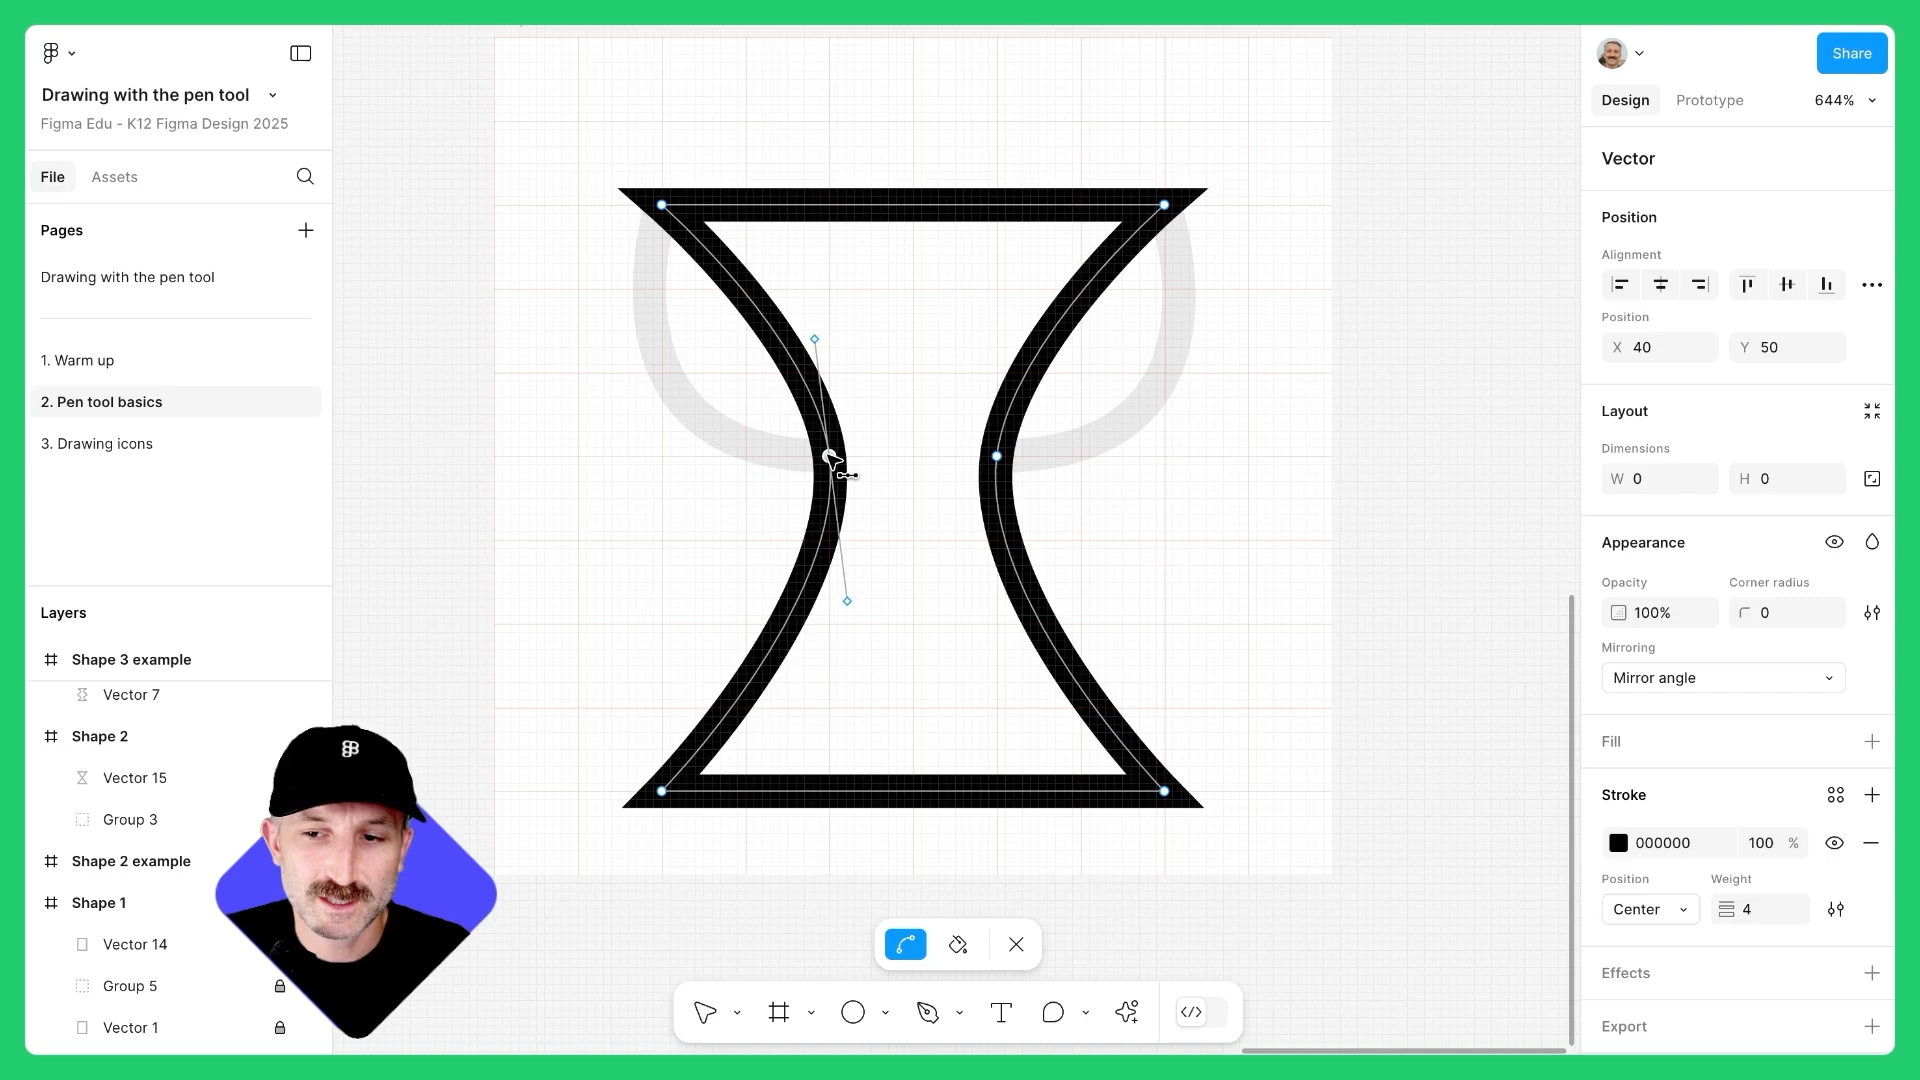 Drawing with the pen tool
Figma Edu - K12 Figma Design 2025
File
Assets
Pages
Drawing with the pen tool
1. Warm up
2. Pen tool basics
3. Drawing icons
Layers
Shape 3 example
Vector 7
Shape 2
Vector 15
Group 3
Shape 2 example
Shape 1
Vector 14
Group 5
Vector 1
Share
Design
Prototype
644%
Vector
Position
Alignment
Position
X 40
Y 50
Layout
Dimensions
W 0
H 0
Appearance
Opacity
Corner radius
100%
0
Mirroring
Mirror angle
Fill
Stroke
000000
100 %
Position
Weight
Center
4
Effects
Export